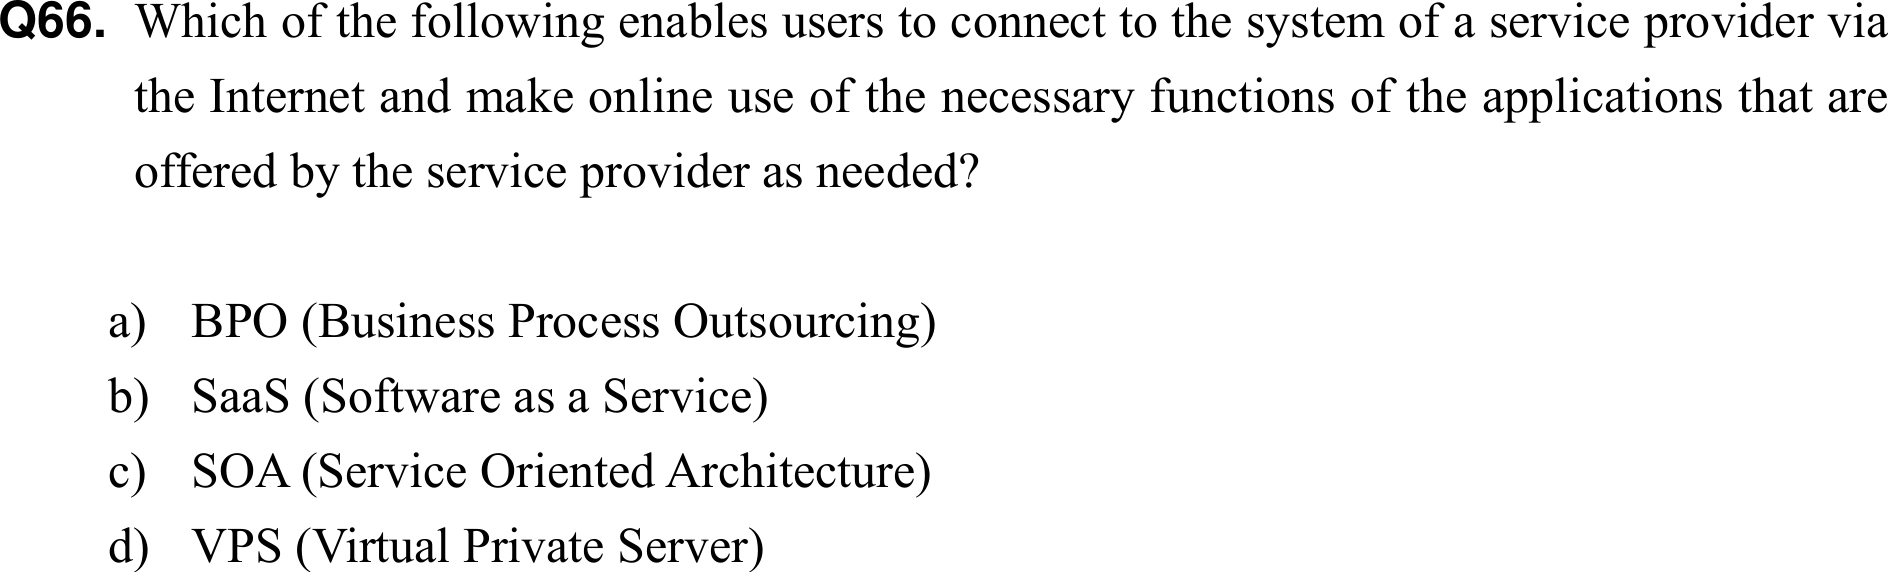 Q66. Which of the following enables users to connect to the system of a service provider via
the Internet and make online use of the necessary functions of the applications that are
offered by the service provider as needed?
a) BPO (Business Process Outsourcing)
b) SaaS (Software as a Service)
c) SOA (Service Oriented Architecture)
d) VPS (Virtual Private Server)